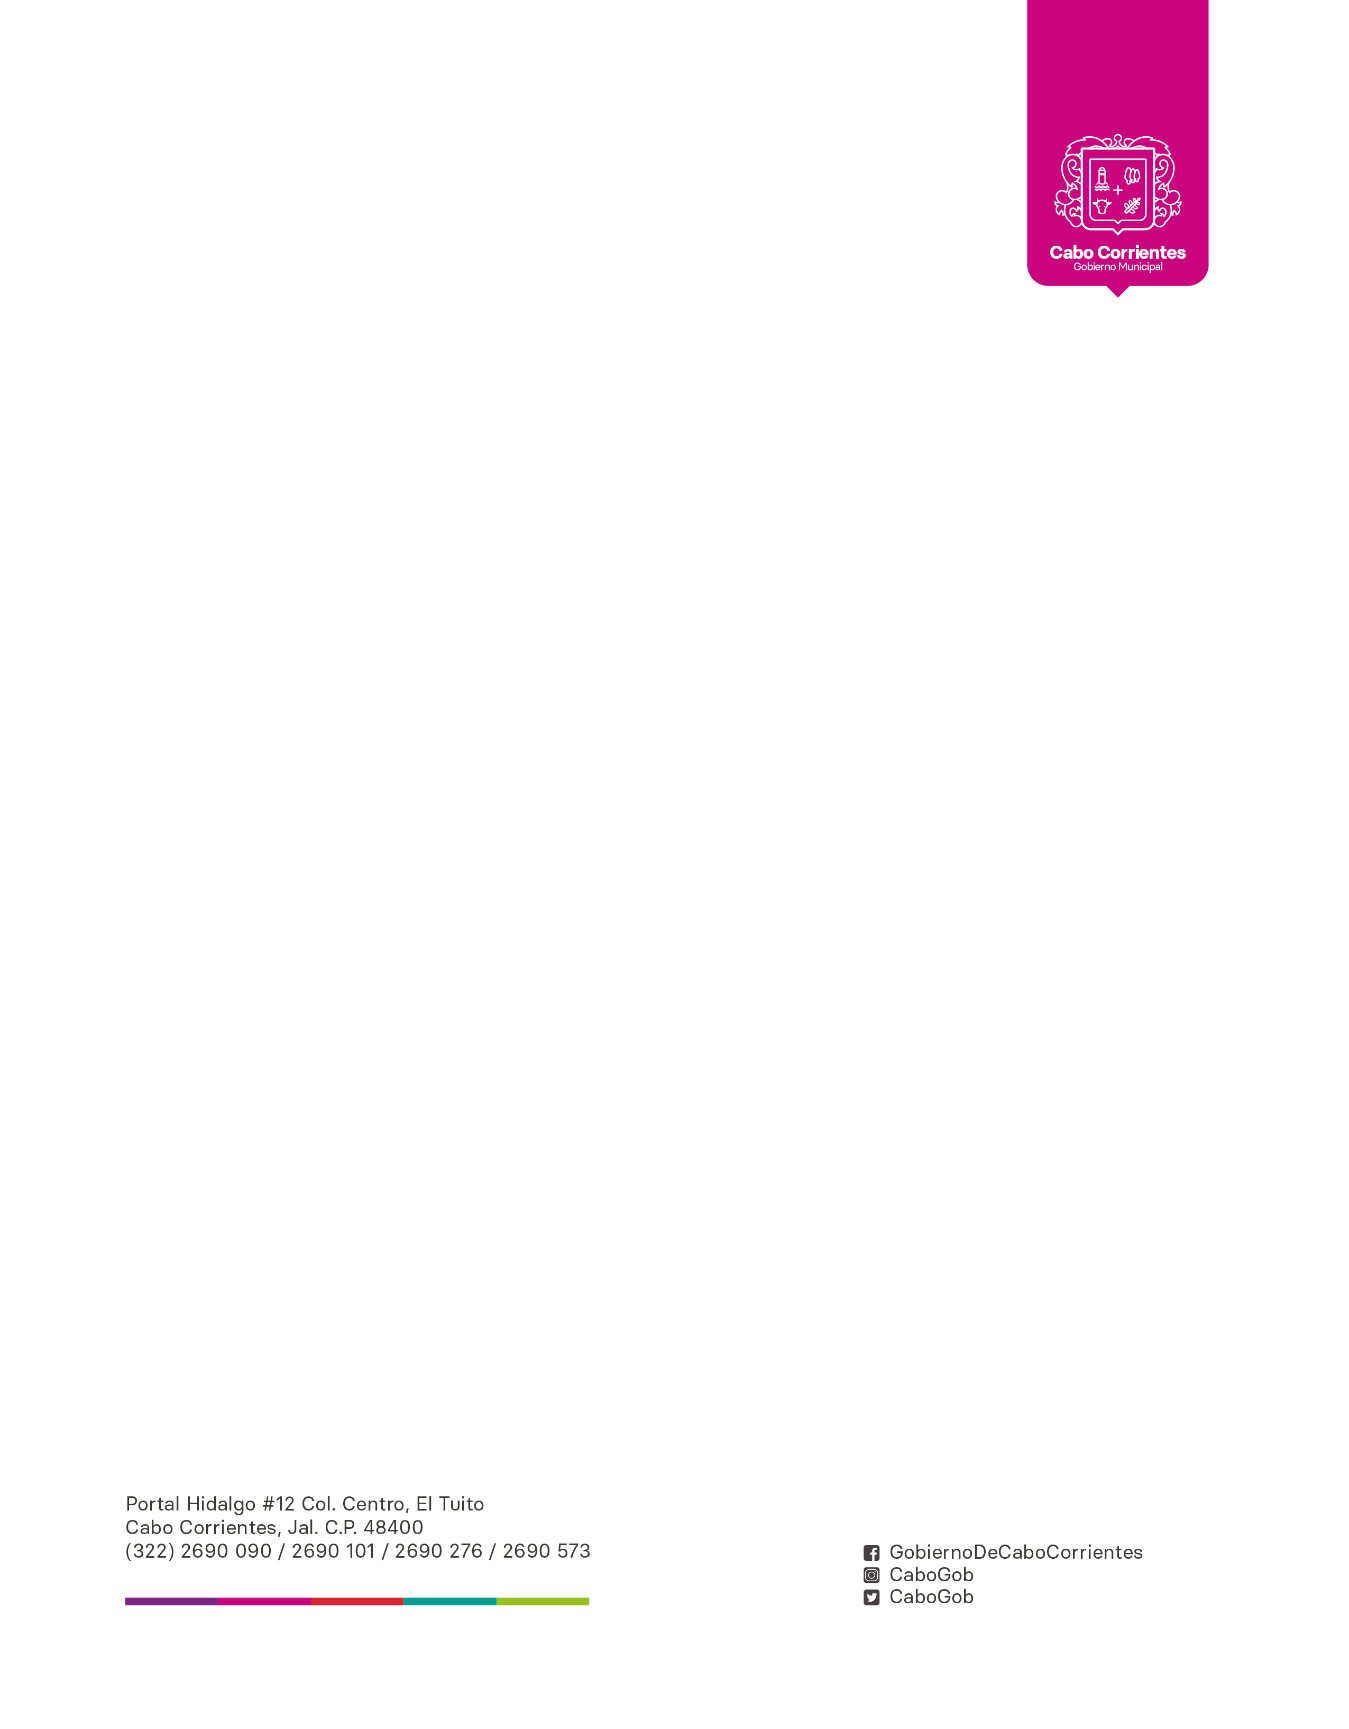 Cabo Corrientes
Gobierno Municipal
Portal Hidalgo #12 Col. Centro, El Tuito
Cabo Corrientes, Jal. C.P. 48400
(322) 2690 090 / 2690 101 / 2690 276 / 2690 573
GobiernoDeCaboCorrientes
CaboGob
CaboGob